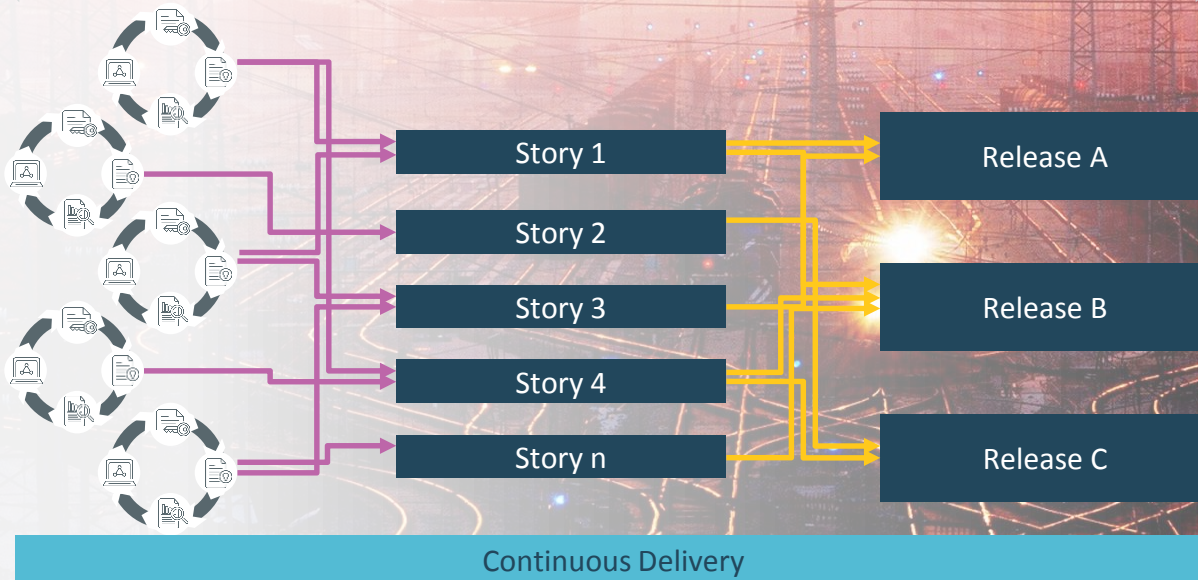 Story 1
Story 2
Story 3
Story 4
Story n
Release A
Release B
Release C
Continuous Delivery